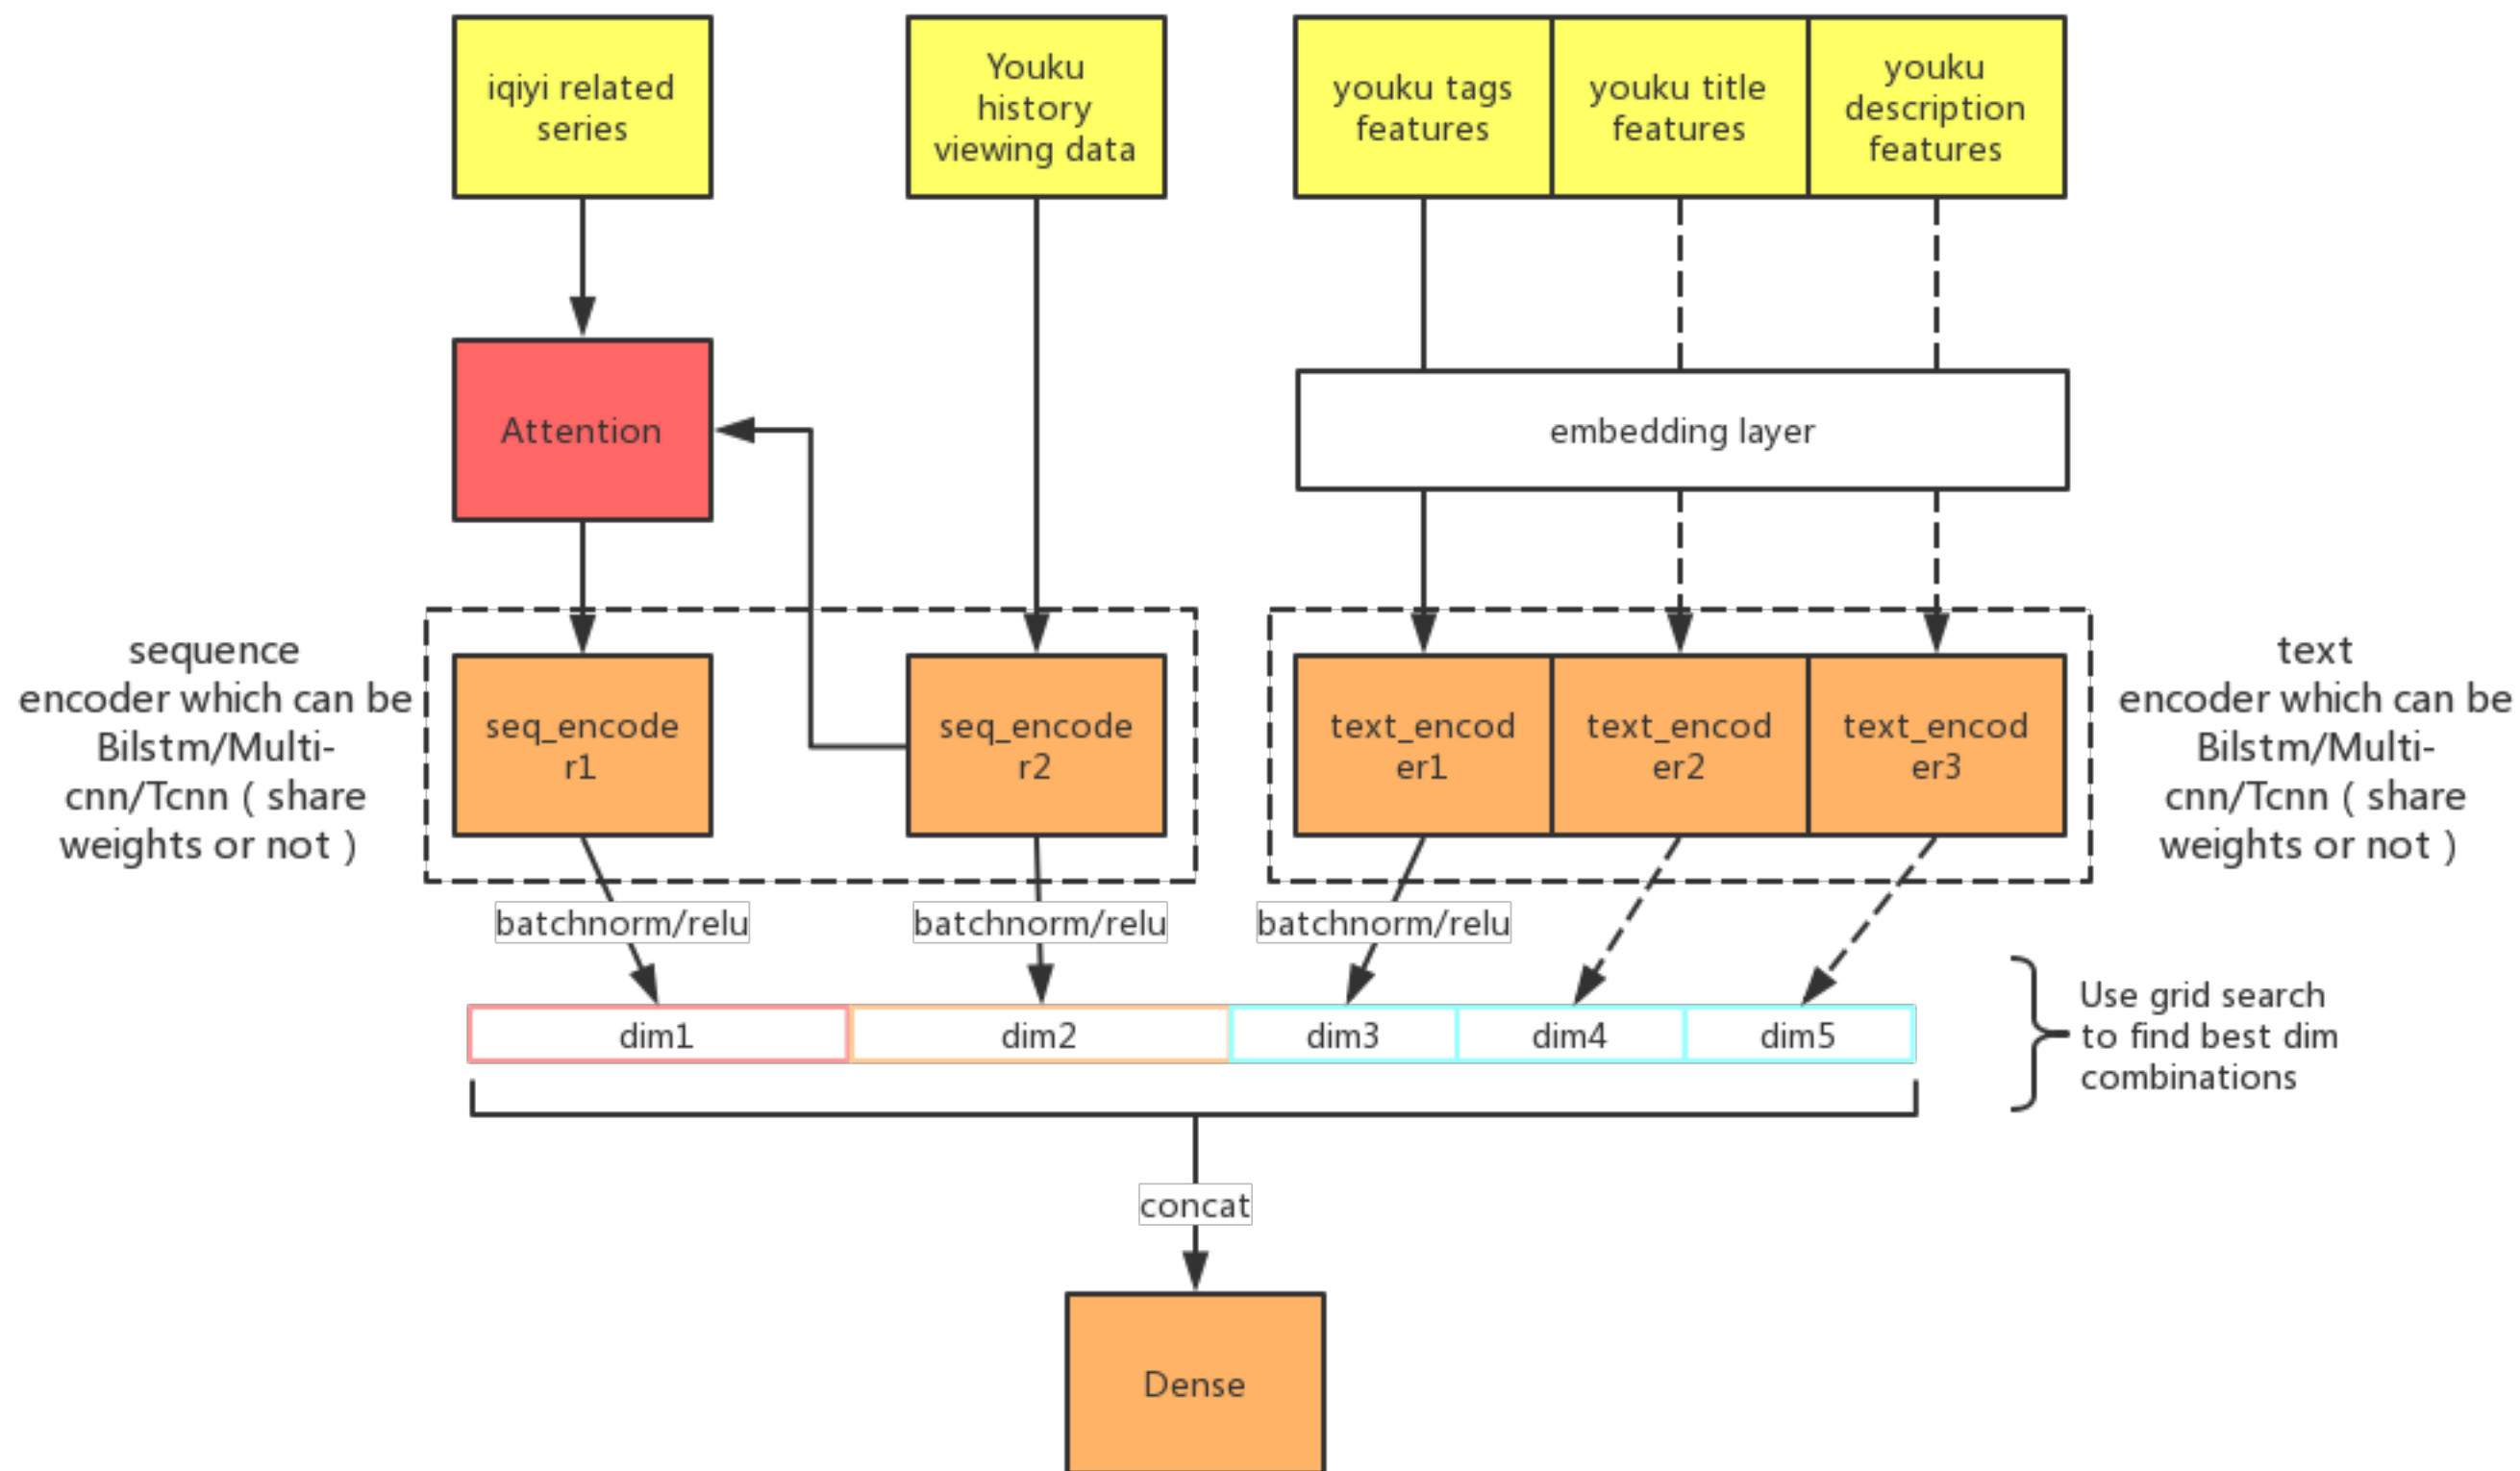 iqiyi related
series
Youku
history
viewing data
youku tags
features
youku title
features
youku
description
features
Attention
embedding layer
sequence
encoder which can be
Bilstm/Multi-
cnn/Tcnn ( share
weights or not )
seq_encode
r1
seq_encode
r2
text_encod
er1
text_encod
er2
text_encod
er3
text
encoder which can be
Bilstm/Multi-
cnn/Tcnn ( share
weights or not )
batchnorm/relu
batchnorm/relu
batchnorm/relu
dim1
dim2
dim3
dim4
dim5
Use grid search
to find best dim
combinations
concat
Dense